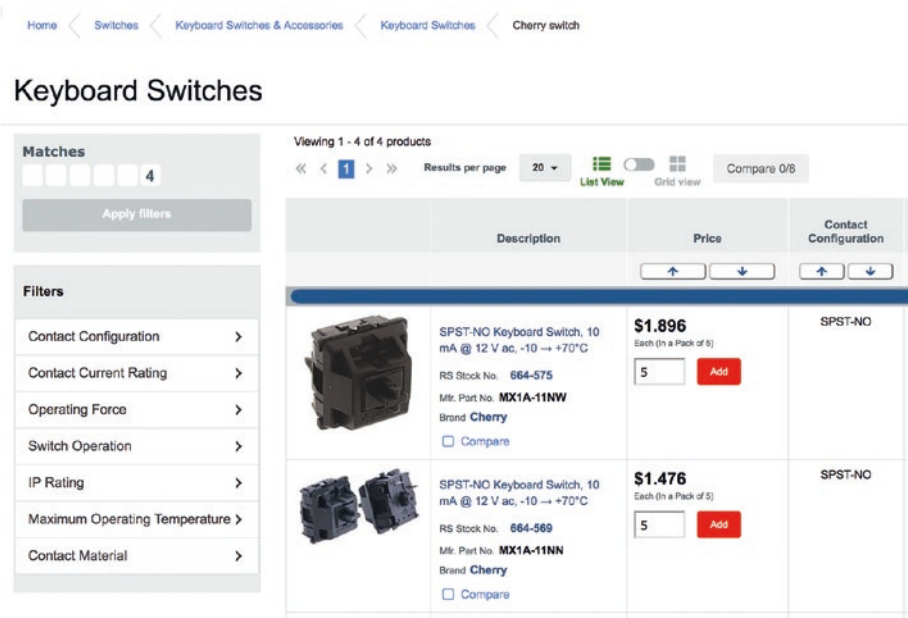 Home Switches Keyboard Switches & Accessories Keyboard Switches Cherry switch
Keyboard Switches
Matches
4
Apply filters
Filters
Contact Configuration
Contact Current Rating
Operating Force
Switch Operation
IP Rating
Maximum Operating Temperature
Contact Material
Viewing 1 - 4 of 4 products
« < 1 > » Results per page 20 List View Grid view Compare 0/8
Description Price Contact
Configuration
SPST-NO Keyboard Switch, 10
mA @ 12 V ac, -10 → +70°C
RS Stock No. 664-575
Mfr. Part No. MX1A-11NW
Brand Cherry
Compare
$1.896
Each (In a Pack of 5)
5 Add
SPST-NO
SPST-NO Keyboard Switch, 10
mA @ 12 V ac, -10 → +70°C
RS Stock No. 664-569
Mfr. Part No. MX1A-11NN
Brand Cherry
Compare
$1.476
Each (In a Pack of 5)
5 Add
SPST-NO